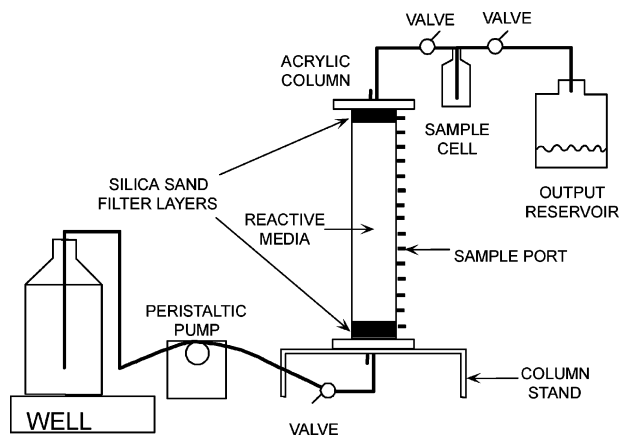 VALVE
VALVE
ACRYLIC
COLUMN
SAMPLE
CELL
OUTPUT
RESERVOIR
SILICA SAND
FILTER LAYERS
REACTIVE
MEDIA
SAMPLE PORT
PERISTALTIC
PUMP
COLUMN
STAND
WELL
VALVE